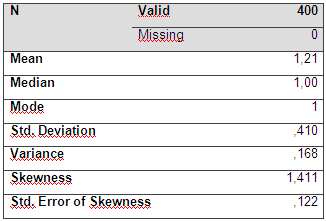 N Valid 400
Missing 0
Mean 1,21
Median 1,00
Mode 1
Std. Deviation ,410
Variance ,168
Skewness 1,411
Std. Error of Skewness ,122